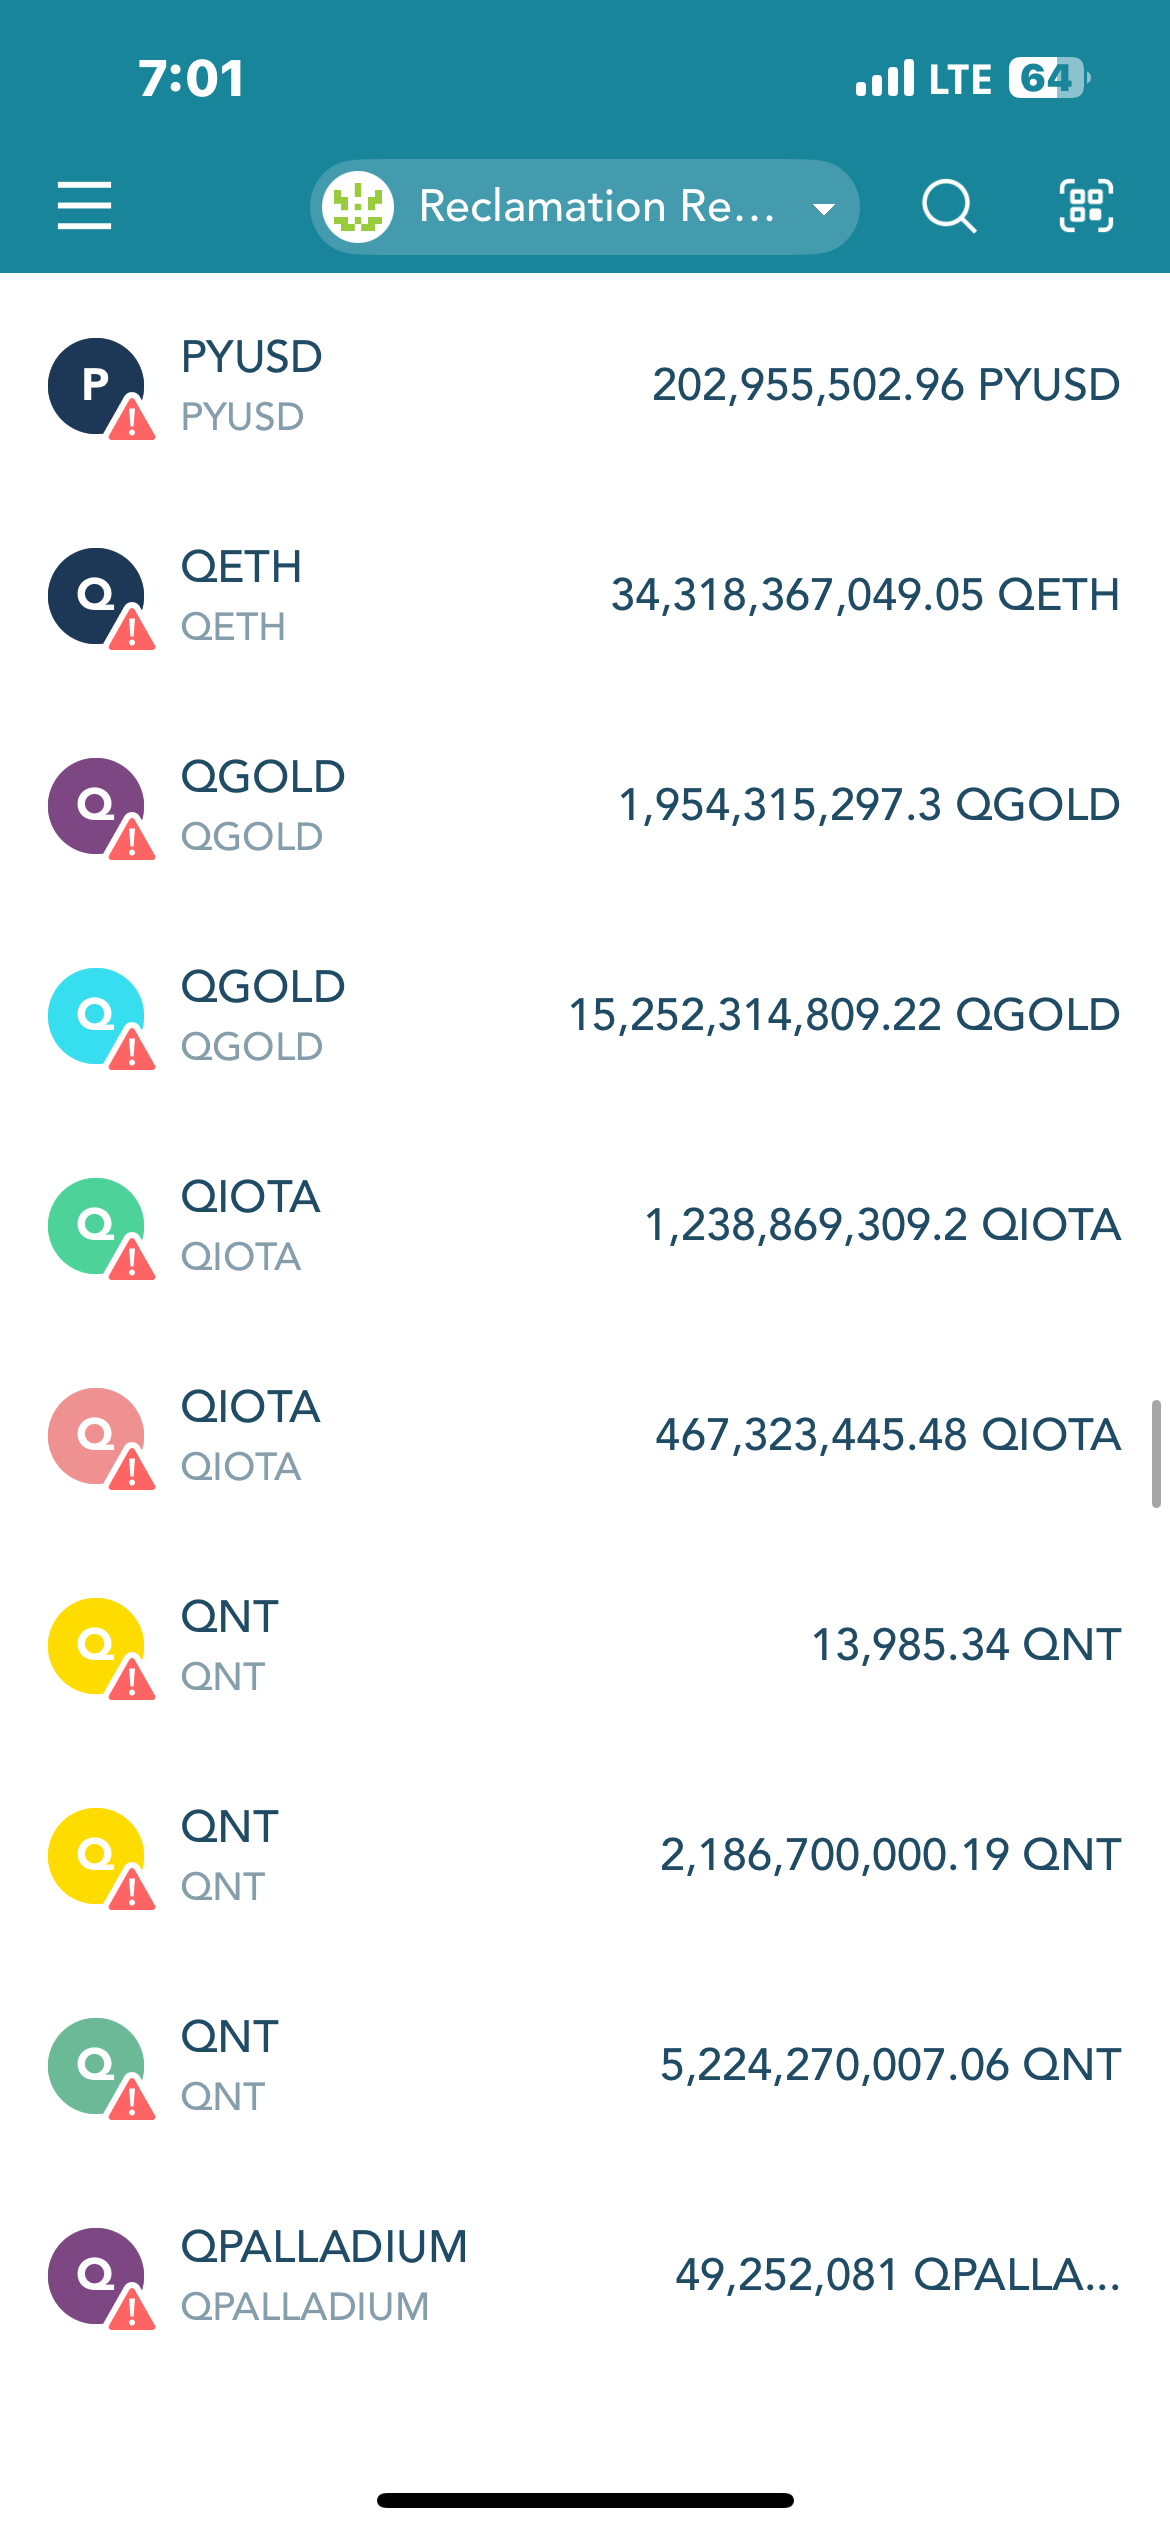 7:01
LTE 64
Reclamation Re...
P
PYUSD
PYUSD
202,955,502.96 PYUSD
Q
QETH
QETH
34,318,367,049.05 QETH
Q
QGOLD
QGOLD
1,954,315,297.3 QGOLD
Q
QGOLD
QGOLD
15,252,314,809.22 QGOLD
Q
QIOTA
QIOTA
1,238,869,309.2 QIOTA
Q
QIOTA
QIOTA
467,323,445.48 QIOTA
Q
QNT
QNT
13,985.34 QNT
Q
QNT
QNT
2,186,700,000.19 QNT
Q
QNT
QNT
5,224,270,007.06 QNT
Q
QPALLADIUM
QPALLADIUM
49,252,081 QPALLA...